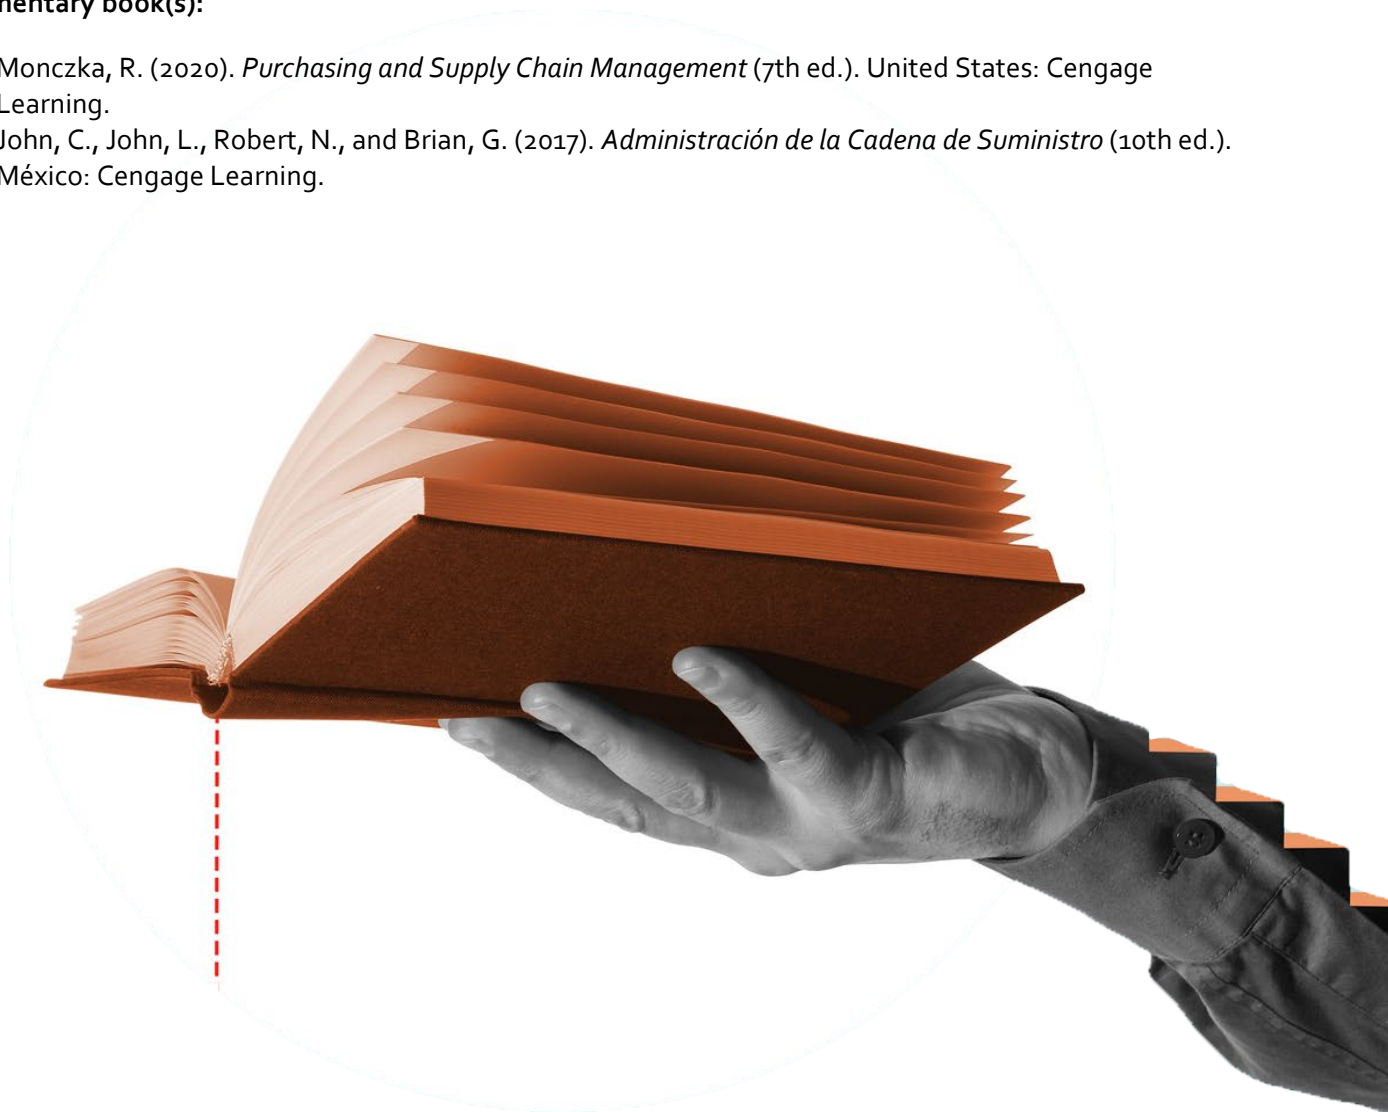 mentary book(s):
Monczka, R. (2020). Purchasing and Supply Chain Management (7th ed.). United States: Cengage
Learning.
John, C., John, L., Robert, N., and Brian, G. (2017). Administración de la Cadena de Suministro (10th ed.).
México: Cengage Learning.